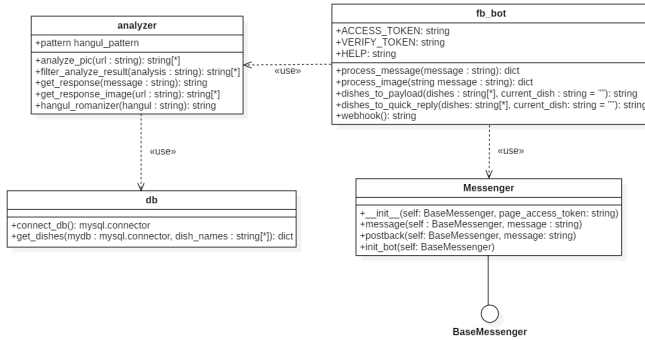 analyzer
+pattern hangul_pattern
+analyze_pic(url : string): string[*]
+filter_analyze_result(analysis : string): string[*]
+get_response(message : string): string
+get_response_image(url : string): string[*]
+hangul_romanizer(hangul : string): string
«use»
fb_bot
+ACCESS_TOKEN: string
+VERIFY_TOKEN: string
+HELP: string
+process_message(message : string): dict
+process_image(string message : string): dict
+dishes_to_payload(dishes : string[*], current_dish: string = ""): string
+dishes_to_quick_reply(dishes: string[*], current_dish: string = ""): string
+webhook(): string
«use»
«use»
db
+connect_db(): mysql.connector
+get_dishes(mydb : mysql.connector, dish_names : string[*]): dict
Messenger
+__init__(self: BaseMessenger, page_access_token: string)
+message(self : BaseMessenger, message : string)
+postback(self: BaseMessenger, message: string)
+init_bot(self: BaseMessenger)
BaseMessenger